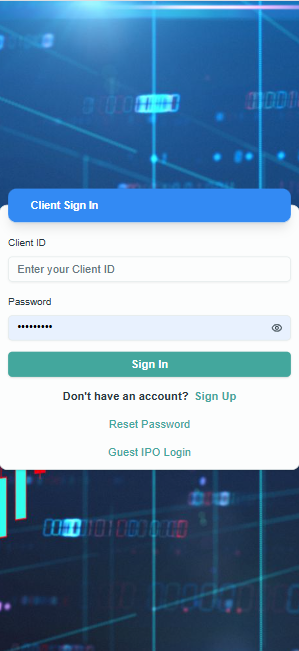 Client Sign In
Client ID
Enter your Client ID
Password
•••••••••
Sign In
Don't have an account? Sign Up
Reset Password
Guest IPO Login